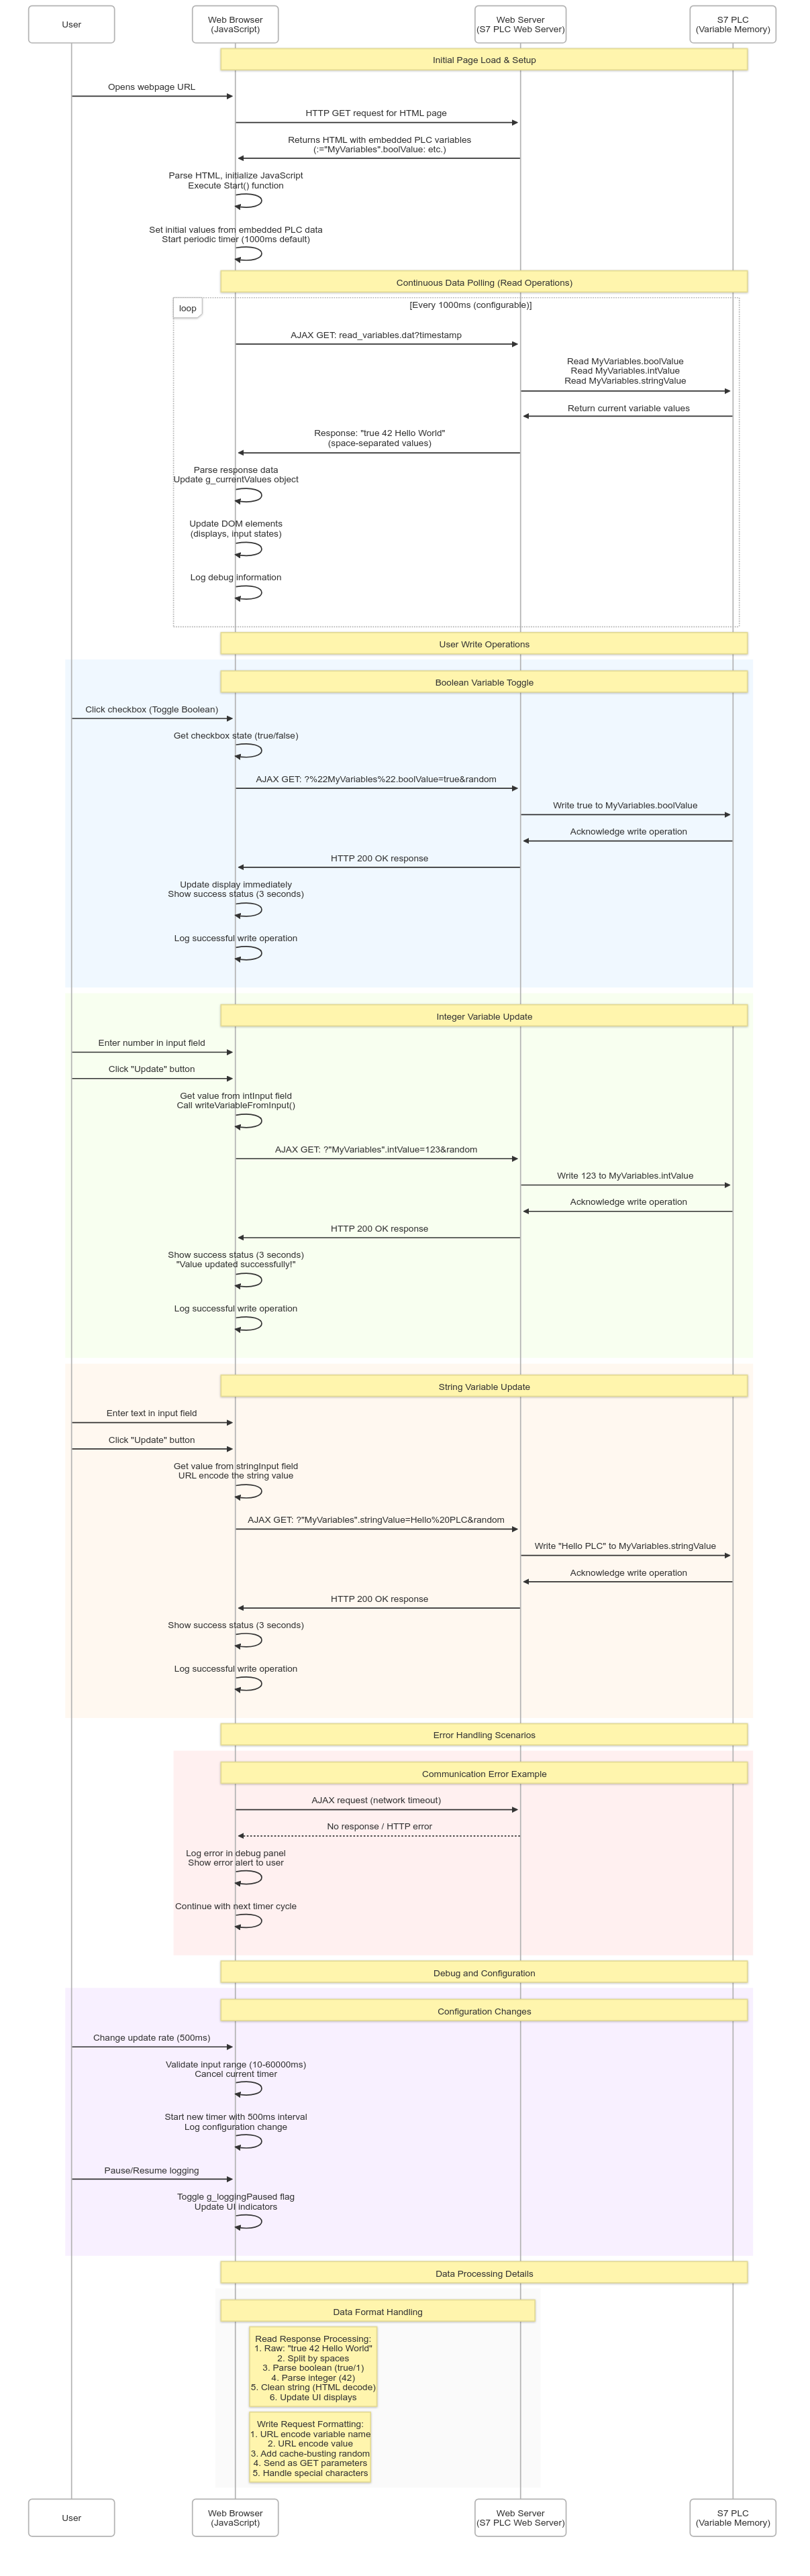 User
Web Browser
(JavaScript)
Web Server
(S7 PLC Web Server)
S7 PLC
(Variable Memory)
Initial Page Load & Setup
Opens webpage URL
HTTP GET request for HTML page
Returns HTML with embedded PLC variables
(:="MyVariables".boolValue: etc.)
Parse HTML, initialize JavaScript
Execute Start() function
Set initial values from embedded PLC data
Start periodic timer (1000ms default)
Continuous Data Polling (Read Operations)
loop
[Every 1000ms (configurable)]
AJAX GET: read_variables.dat?timestamp
Read MyVariables.boolValue
Read MyVariables.intValue
Read MyVariables.stringValue
Return current variable values
Response: "true 42 Hello World"
(space-separated values)
Parse response data
Update g_currentValues object
Update DOM elements
(displays, input states)
Log debug information
User Write Operations
Boolean Variable Toggle
Click checkbox (Toggle Boolean)
Get checkbox state (true/false)
AJAX GET: ?%22MyVariables%22.boolValue=true&random
Write true to MyVariables.boolValue
Acknowledge write operation
HTTP 200 OK response
Update display immediately
Show success status (3 seconds)
Log successful write operation
Integer Variable Update
Enter number in input field
Click "Update" button
Get value from intInput field
Call writeVariableFromInput()
AJAX GET: ?"MyVariables".intValue=123&random
Write 123 to MyVariables.intValue
Acknowledge write operation
HTTP 200 OK response
Show success status (3 seconds)
"Value updated successfully!"
Log successful write operation
String Variable Update
Enter text in input field
Click "Update" button
Get value from stringInput field
URL encode the string value
AJAX GET: ?"MyVariables".stringValue=Hello%20PLC&random
Write "Hello PLC" to MyVariables.stringValue
Acknowledge write operation
HTTP 200 OK response
Show success status (3 seconds)
Log successful write operation
Error Handling Scenarios
Communication Error Example
AJAX request (network timeout)
No response / HTTP error
Log error in debug panel
Show error alert to user
Continue with next timer cycle
Debug and Configuration
Configuration Changes
Change update rate (500ms)
Validate input range (10-60000ms)
Cancel current timer
Start new timer with 500ms interval
Log configuration change
Pause/Resume logging
Toggle g_loggingPaused flag
Update UI indicators
Data Processing Details
Data Format Handling
Read Response Processing:
1. Raw: "true 42 Hello World"
2. Split by spaces
3. Parse boolean (true/1)
4. Parse integer (42)
5. Clean string (HTML decode)
6. Update UI displays
Write Request Formatting:
1. URL encode variable name
2. URL encode value
3. Add cache-busting random
4. Send as GET parameters
5. Handle special characters
User
Web Browser
(JavaScript)
Web Server
(S7 PLC Web Server)
S7 PLC
(Variable Memory)